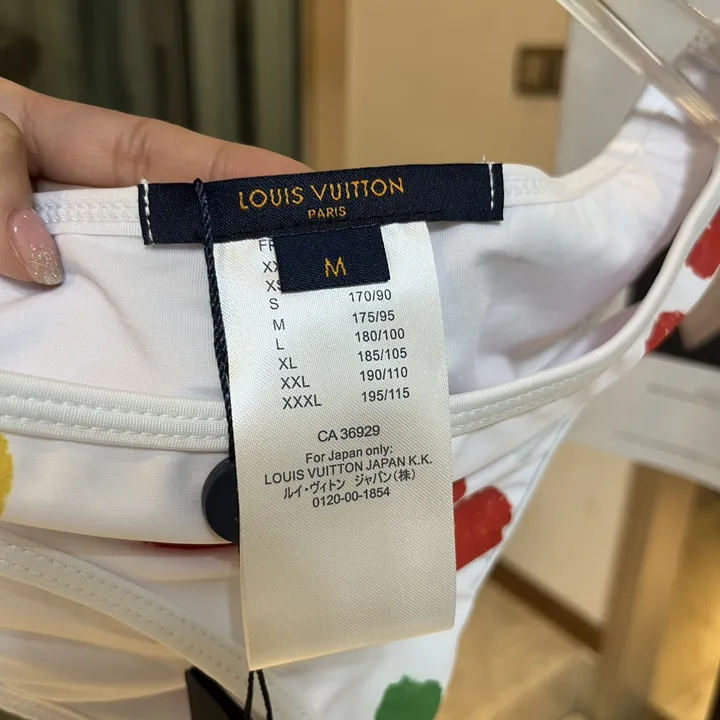 LOUIS VUITTON
PARIS
M
S 170/90
M 175/95
L 180/100
XL 185/105
XXL 190/110
XXXL 195/115
CA 36929
For Japan only:
LOUIS VUITTON JAPAN K.K.
ルイ・ヴィトン ジャパン(株)
0120-00-1854